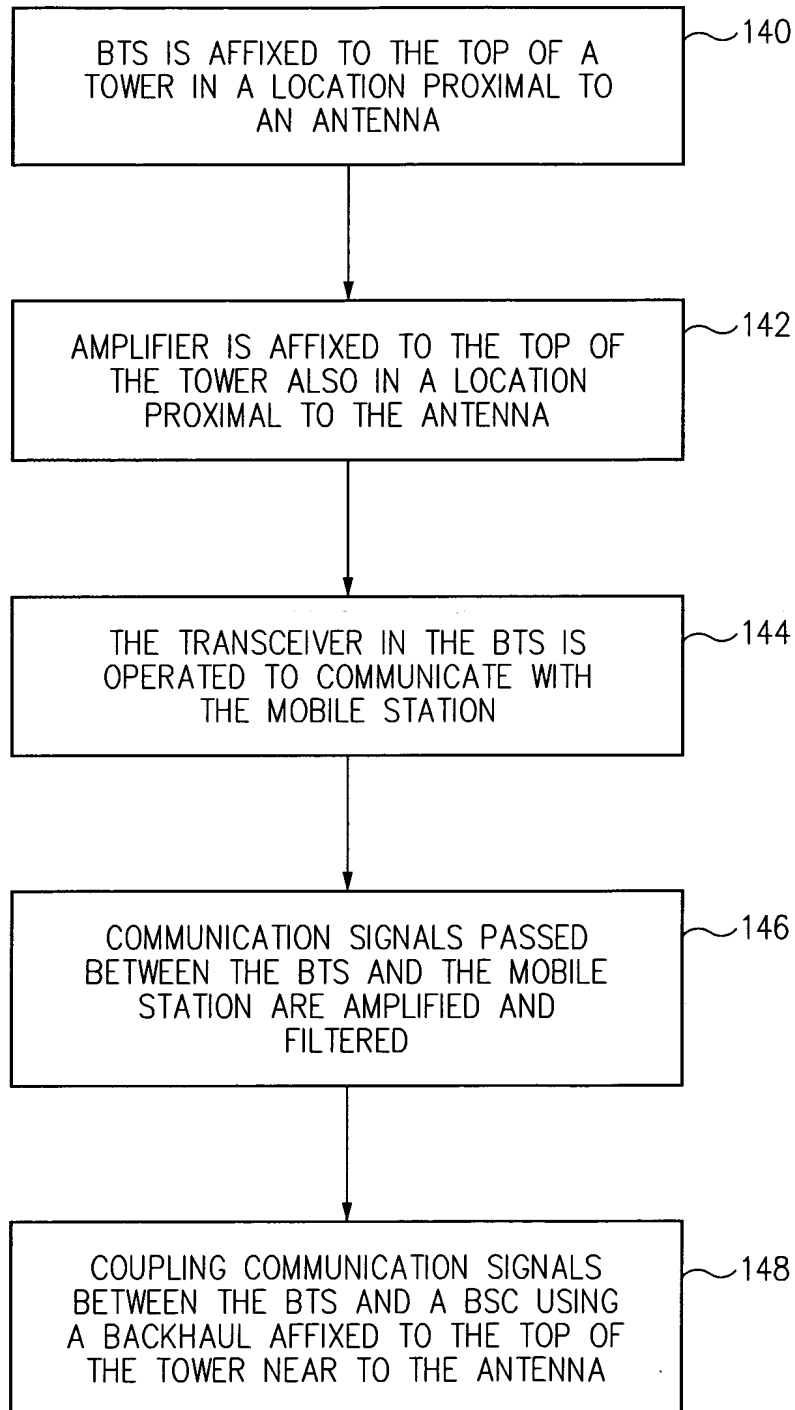 BTS IS AFFIXED TO THE TOP OF A
TOWER IN A LOCATION PROXIMAL TO
AN ANTENNA
140
AMPLIFIER IS AFFIXED TO THE TOP OF
THE TOWER ALSO IN A LOCATION
PROXIMAL TO THE ANTENNA
142
THE TRANSCEIVER IN THE BTS IS
OPERATED TO COMMUNICATE WITH
THE MOBILE STATION
144
COMMUNICATION SIGNALS PASSED
BETWEEN THE BTS AND THE MOBILE
STATION ARE AMPLIFIED AND
FILTERED
146
COUPLING COMMUNICATION SIGNALS
BETWEEN THE BTS AND A BSC USING
A BACKHAUL AFFIXED TO THE TOP OF
THE TOWER NEAR TO THE ANTENNA
148